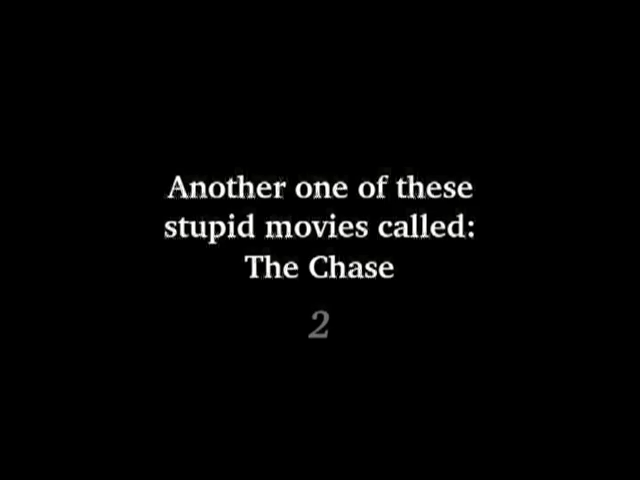 Another one of these
stupid movies called:
The Chase
2